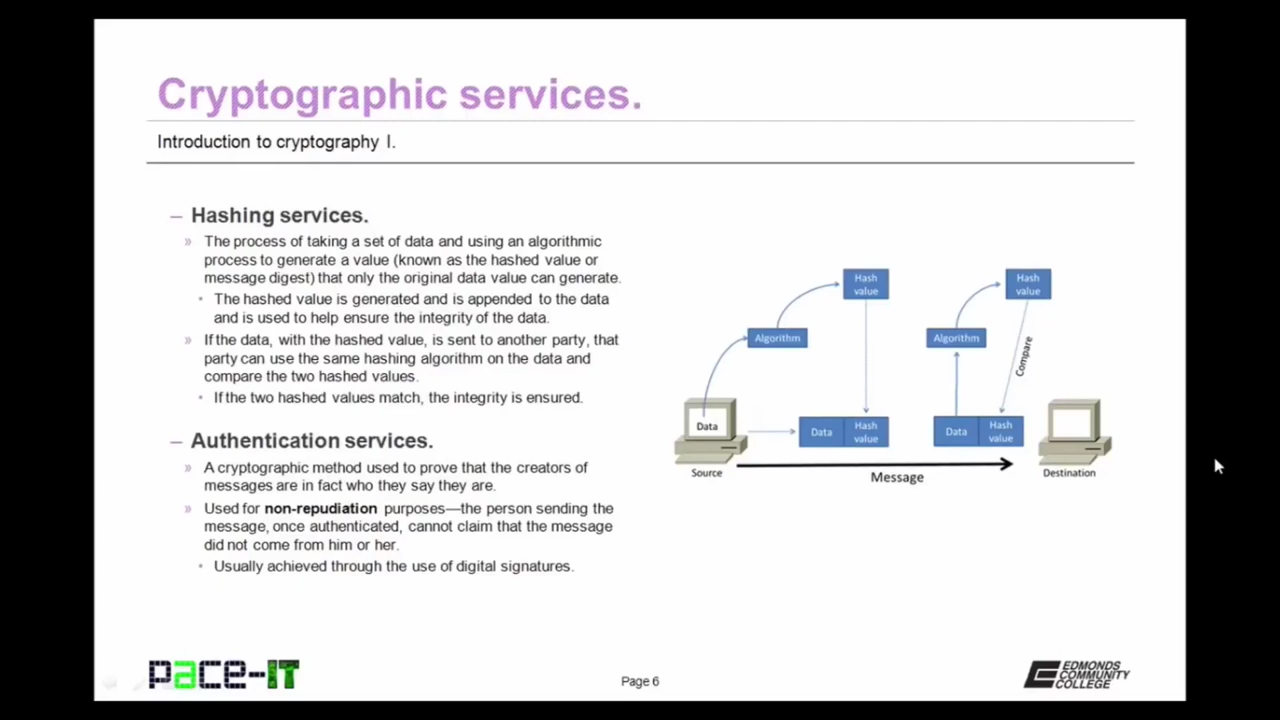 Cryptographic services.
Introduction to cryptography I.
– Hashing services.
» The process of taking a set of data and using an algorithmic
process to generate a value (known as the hashed value or
message digest) that only the original data value can generate.
• The hashed value is generated and is appended to the data
and is used to help ensure the integrity of the data.
» If the data, with the hashed value, is sent to another party, that
party can use the same hashing algorithm on the data and
compare the two hashed values.
• If the two hashed values match, the integrity is ensured.
– Authentication services.
» A cryptographic method used to prove that the creators of
messages are in fact who they say they are.
» Used for non-repudiation purposes—the person sending the
message, once authenticated, cannot claim that the message
did not come from him or her.
• Usually achieved through the use of digital signatures.
Hash
value
Algorithm
Data
Source
Data
Hash
value
Message
Hash
value
Algorithm
Compare
Data
Hash
value
Destination
pace-IT
Page 6
EDMONDS
COMMUNITY
COLLEGE